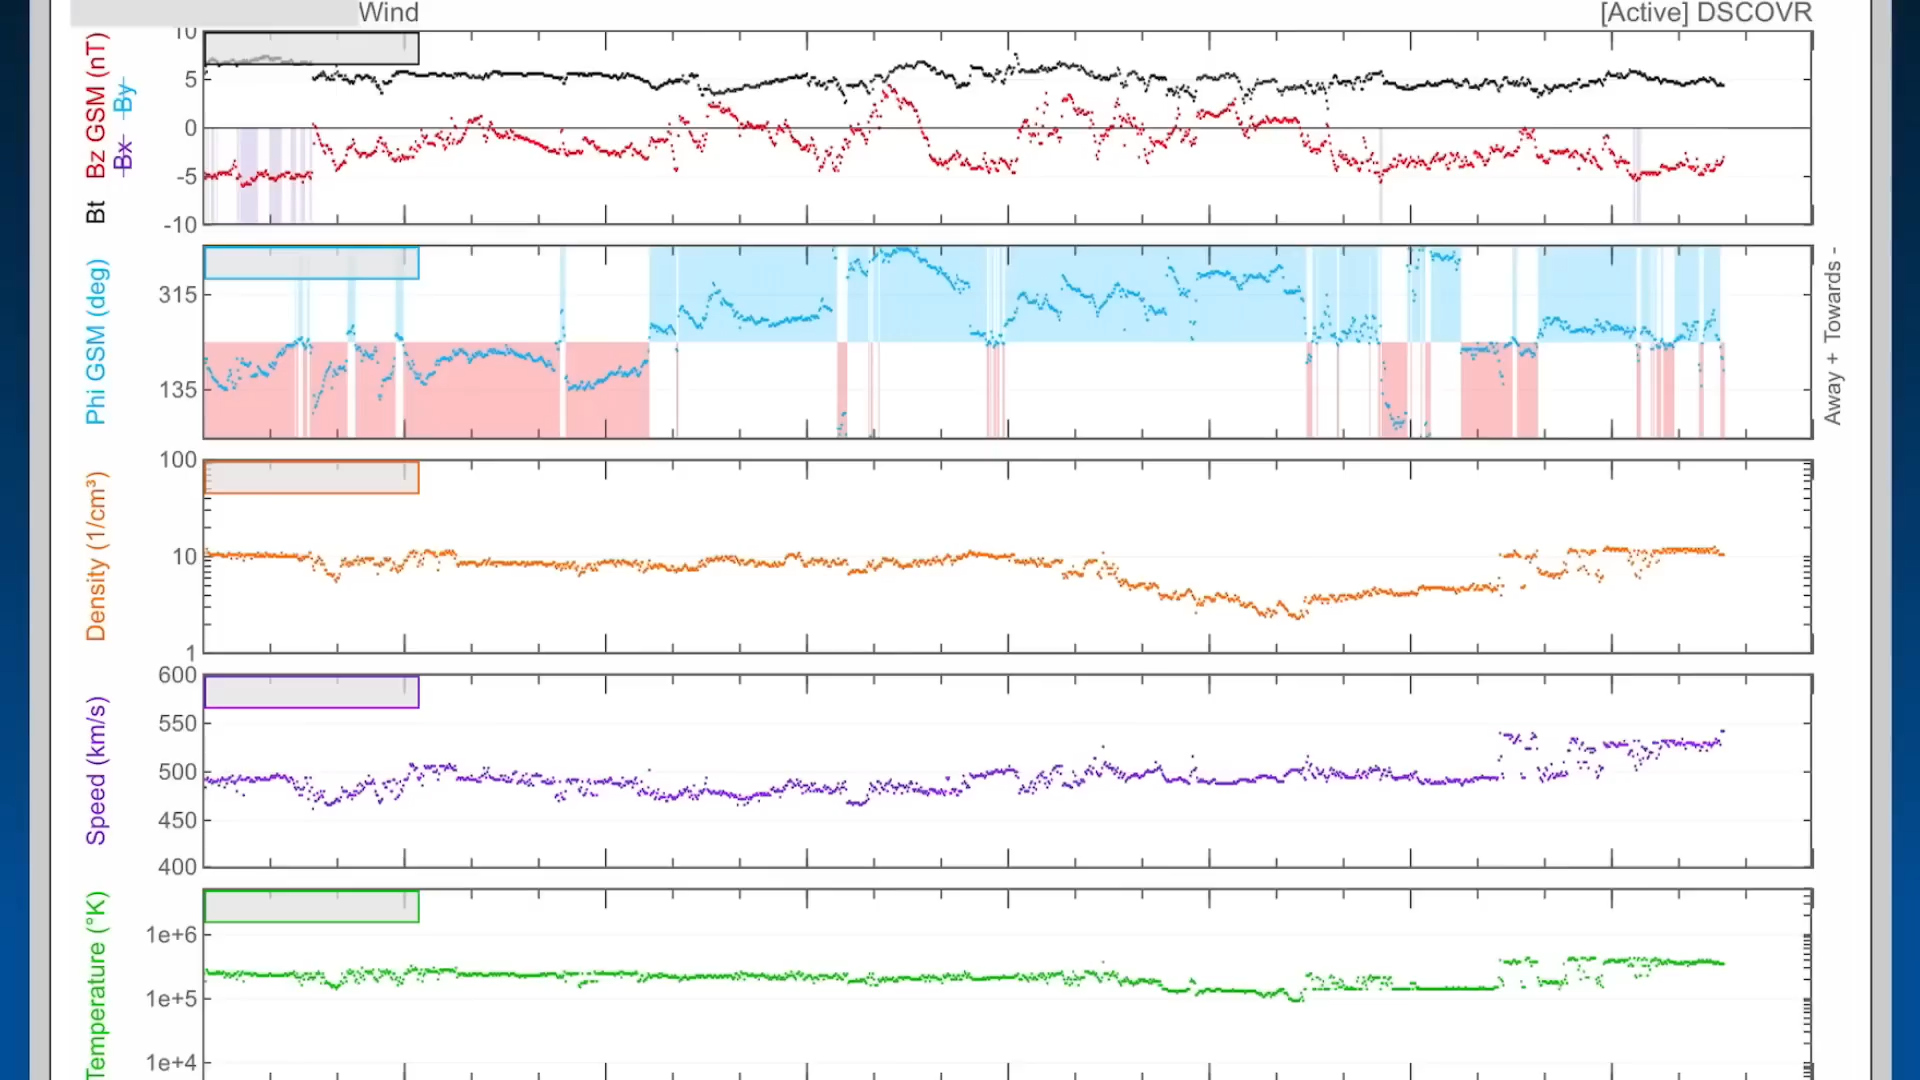 Wind
[Active] DSCOVR
Bt Bz GSM (nT)
Bx By
10
5
0
-5
-10
Phi GSM (deg)
315
135
Away + Towards -
Density (1/cm³)
100
10
1
Speed (km/s)
600
550
500
450
400
Temperature (°K)
1e+6
1e+5
1e+4